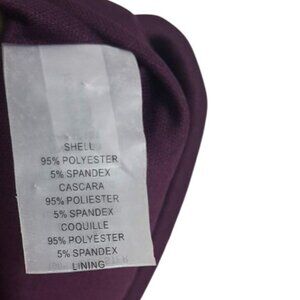 SHELL
95% POLYESTER
5% SPANDEX
CASCARA
95% POLIESTER
5% SPANDEX
COQUILLE
95% POLYESTER
5% SPANDEX
LINING